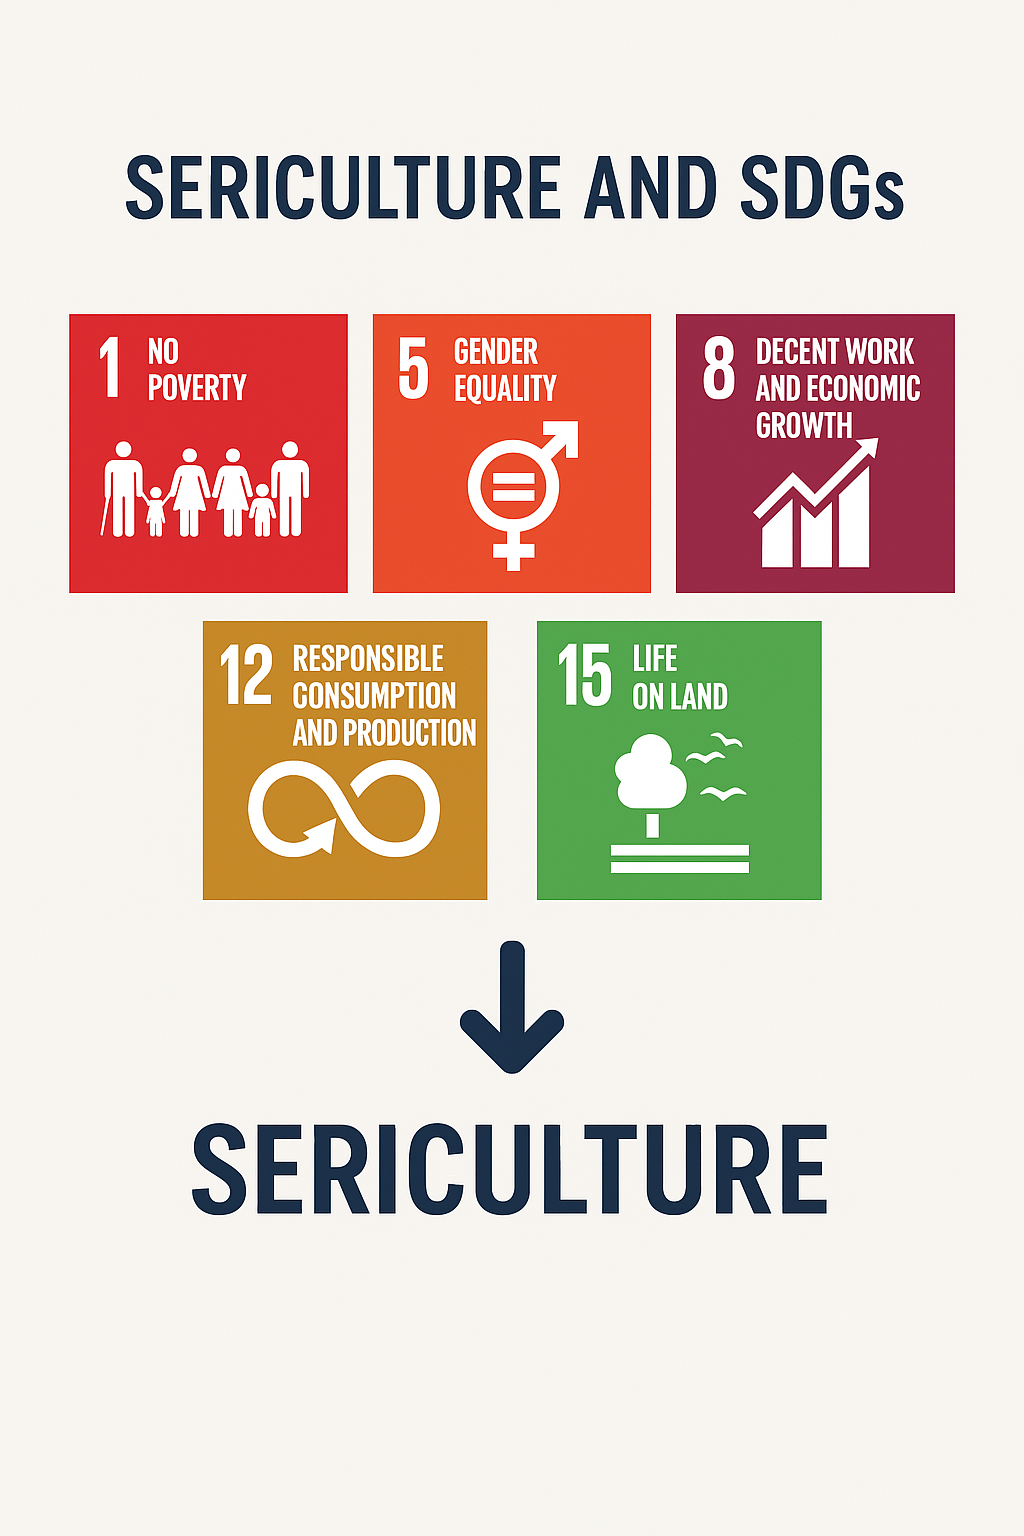 SERICULTURE AND SDGs
1 NO
POVERTY
5 GENDER
EQUALITY
8 DECENT WORK
AND ECONOMIC
GROWTH
12 RESPONSIBLE
CONSUMPTION
AND PRODUCTION
15 LIFE
ON LAND
SERICULTURE